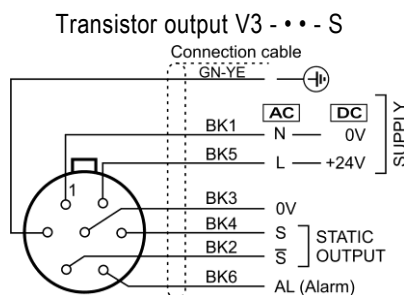 Transistor output V3 - • • - S
Connection cable
GN-YE
AC DC
BK1 N 0V
BK5 L +24V
SUPPLY
1
BK3 0V
BK4 S
BK2 S̅
STATIC OUTPUT
BK6 AL (Alarm)